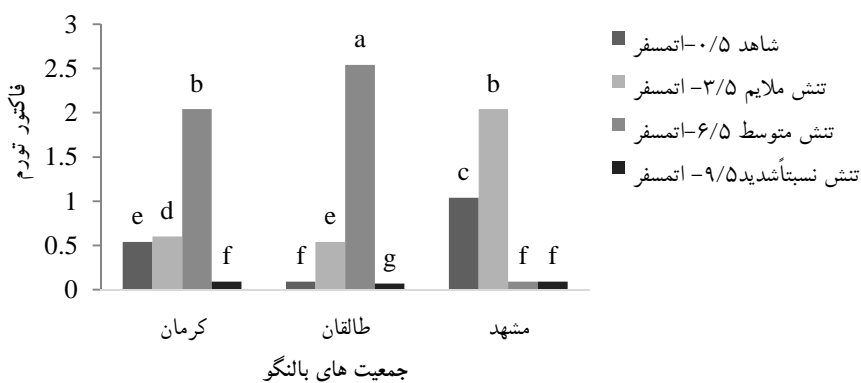 3
2.5
2
1.5
1
0.5
0
فاکتور تورم
e d b f
f e a g
c b f f
کرمان
طالقان
مشهد
جمعیت های بالنگو
شاهد ۰/۵-اتمسفر
تنش ملایم ۳/۵- اتمسفر
تنش متوسط ۶/۵-اتمسفر
تنش نسبتاًشدید۹/۵- اتمسفر